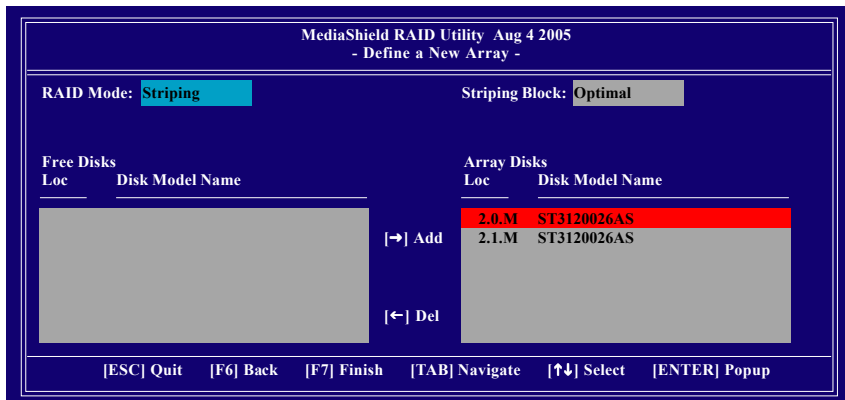 MediaShield RAID Utility Aug 4 2005
- Define a New Array -
RAID Mode: Striping Striping Block: Optimal
Free Disks Array Disks
Loc Disk Model Name Loc Disk Model Name
2.0.M ST3120026AS
[→] Add 2.1.M ST3120026AS
[←] Del
[ESC] Quit [F6] Back [F7] Finish [TAB] Navigate [↑↓] Select [ENTER] Popup